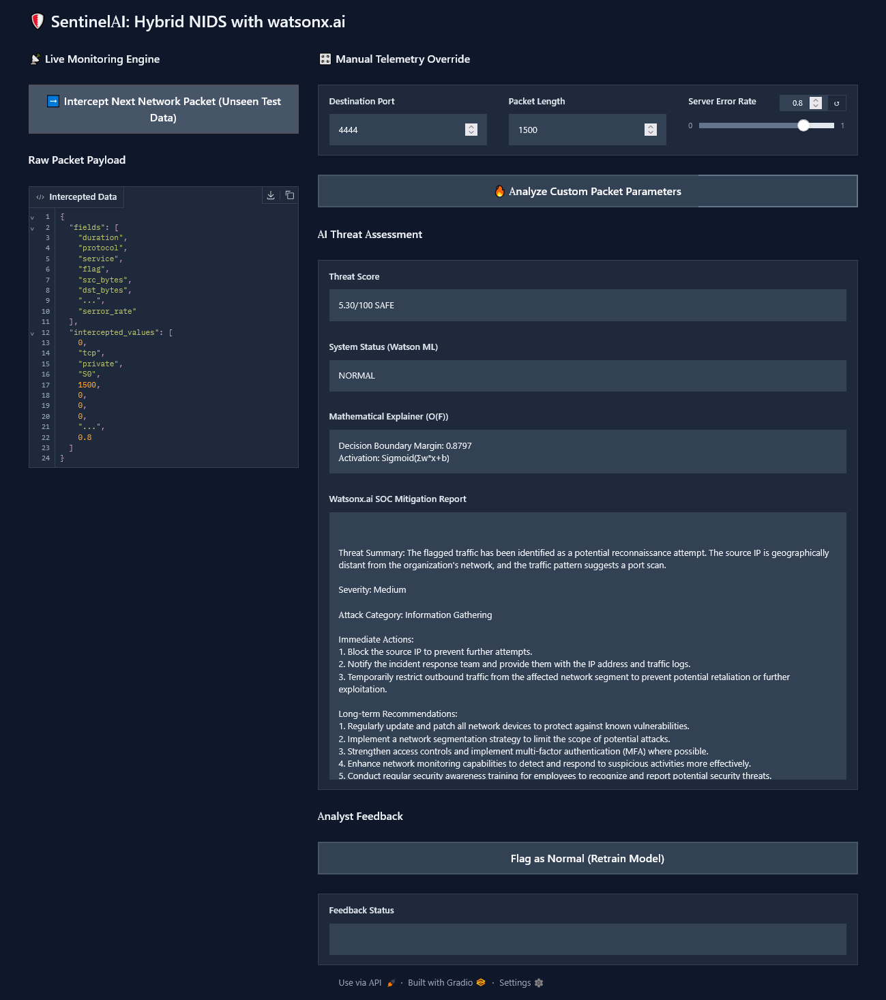 SentinelAI: Hybrid NIDS with watsonx.ai
Live Monitoring Engine
Intercept Next Network Packet (Unseen Test
Data)
Raw Packet Payload
Intercepted Data
1 {
2 "fields": [
3 "duration",
4 "protocol",
5 "service",
6 "flag",
7 "src_bytes",
8 "dst_bytes",
9 "...",
10 "serror_rate"
11 ],
12 "intercepted_values": [
13 0,
14 "tcp",
15 "private",
16 "S0",
17 1500,
18 0,
19 0,
20 0,
21 "...",
22 0.8
23 ]
24 }
Manual Telemetry Override
Destination Port
4444
Packet Length
1500
Server Error Rate
0.8
0
1
Analyze Custom Packet Parameters
AI Threat Assessment
Threat Score
5.30/100 SAFE
System Status (Watson ML)
NORMAL
Mathematical Explainer (O(F))
Decision Boundary Margin: 0.8797
Activation: Sigmoid(Σw*x+b)
Watsonx.ai SOC Mitigation Report
Threat Summary: The flagged traffic has been identified as a potential reconnaissance attempt. The source IP is geographically
distant from the organization's network, and the traffic pattern suggests a port scan.
Severity: Medium
Attack Category: Information Gathering
Immediate Actions:
1. Block the source IP to prevent further attempts.
2. Notify the incident response team and provide them with the IP address and traffic logs.
3. Temporarily restrict outbound traffic from the affected network segment to prevent potential retaliation or further
exploitation.
Long-term Recommendations:
1. Regularly update and patch all network devices to protect against known vulnerabilities.
2. Implement a network segmentation strategy to limit the scope of potential attacks.
3. Strengthen access controls and implement multi-factor authentication (MFA) where possible.
4. Enhance network monitoring capabilities to detect and respond to suspicious activities more effectively.
5. Conduct regular security awareness training for employees to recognize and report potential security threats.
Analyst Feedback
Flag as Normal (Retrain Model)
Feedback Status
Use via API · Built with Gradio · Settings